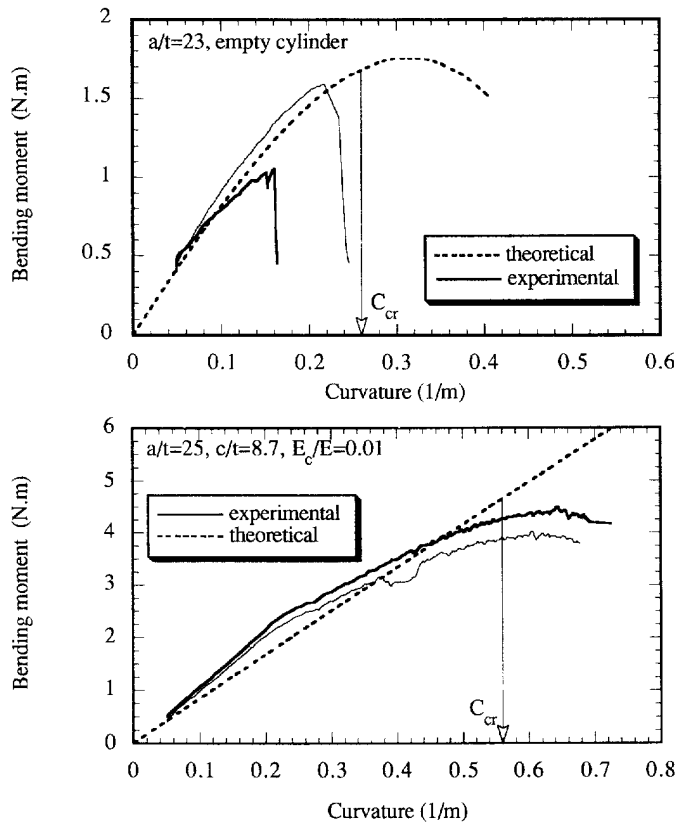 2
a/t=23, empty cylinder
1.5
1
0.5
0
Bending moment (N.m)
theoretical
experimental
C_cr
0
0.1
0.2
0.3
0.4
0.5
0.6
Curvature (1/m)
6
a/t=25, c/t=8.7, E_c/E=0.01
5
4
3
2
1
0
Bending moment (N.m)
experimental
theoretical
C_cr
0
0.1
0.2
0.3
0.4
0.5
0.6
0.7
0.8
Curvature (1/m)